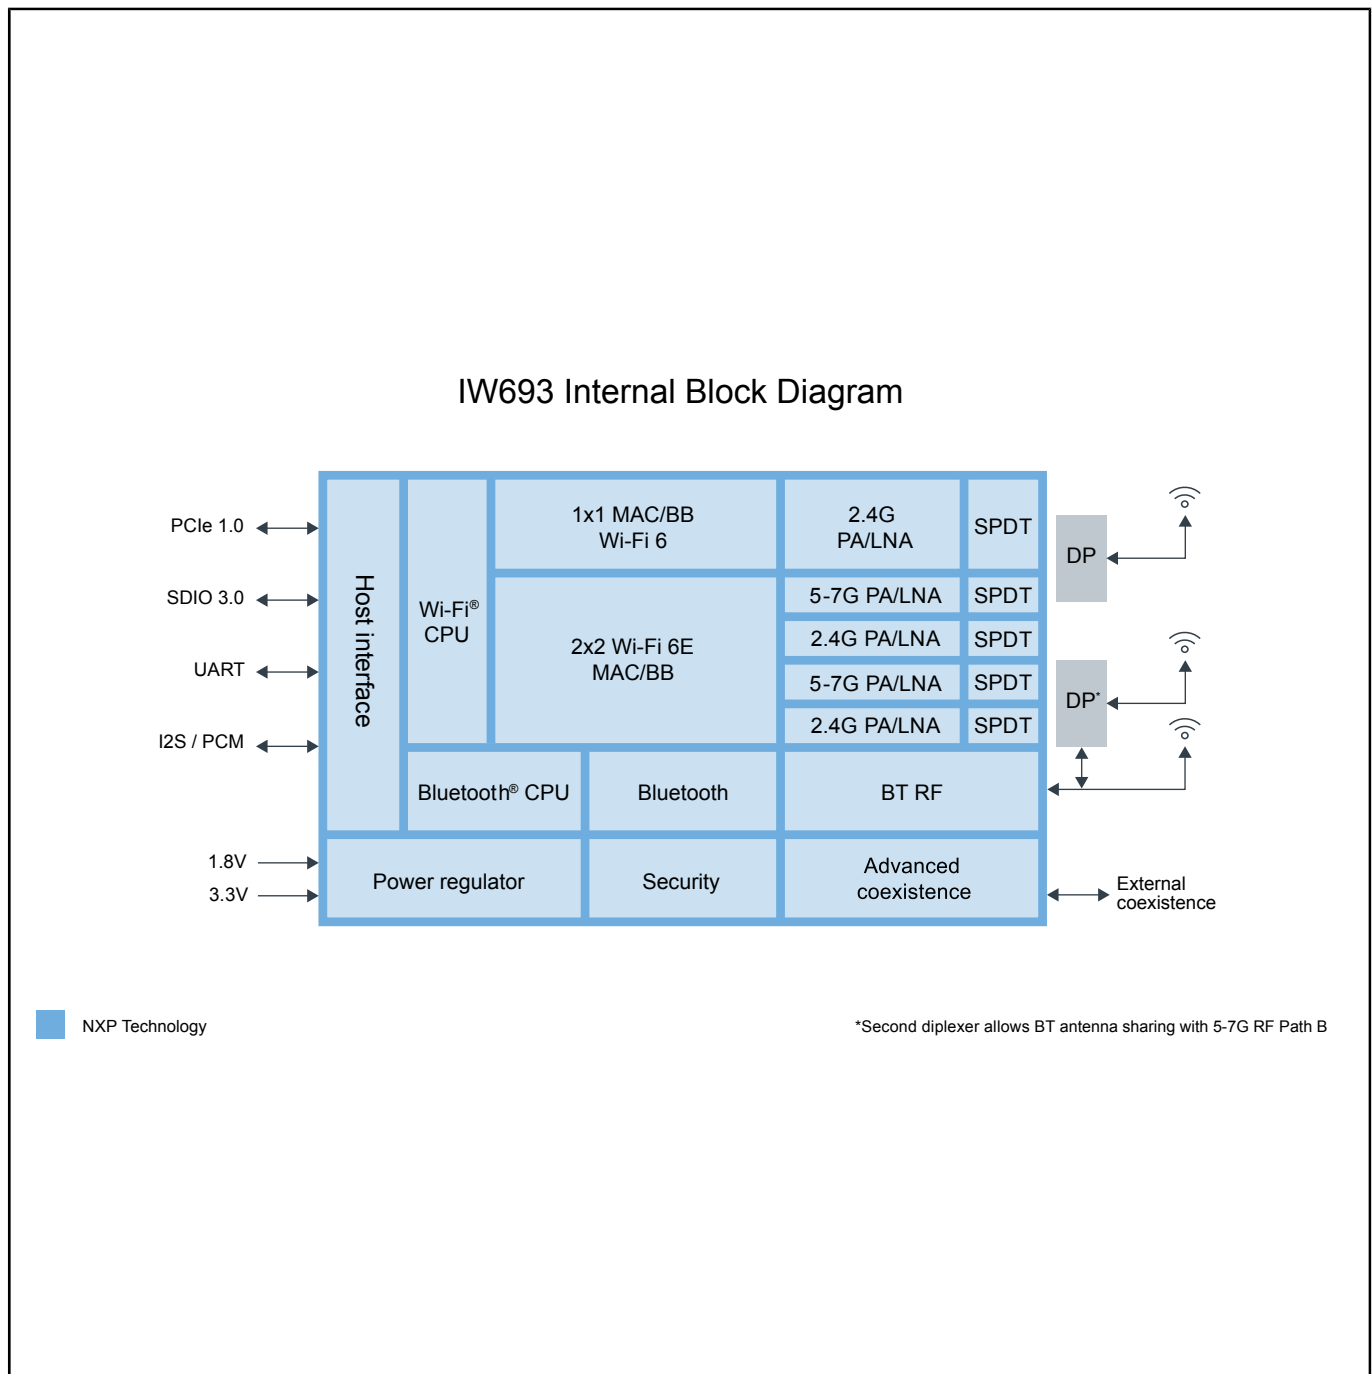 IW693 Internal Block Diagram
PCIe 1.0
SDIO 3.0
UART
I2S / PCM
1.8V
3.3V
Host interface
Wi-Fi®
CPU
1x1 MAC/BB
Wi-Fi 6
2x2 Wi-Fi 6E
MAC/BB
2.4G
PA/LNA
SPDT
5-7G PA/LNA
SPDT
2.4G PA/LNA
SPDT
5-7G PA/LNA
SPDT
2.4G PA/LNA
SPDT
Bluetooth® CPU
Bluetooth
BT RF
Power regulator
Security
Advanced
coexistence
DP
DP*
External
coexistence
NXP Technology
*Second diplexer allows BT antenna sharing with 5-7G RF Path B